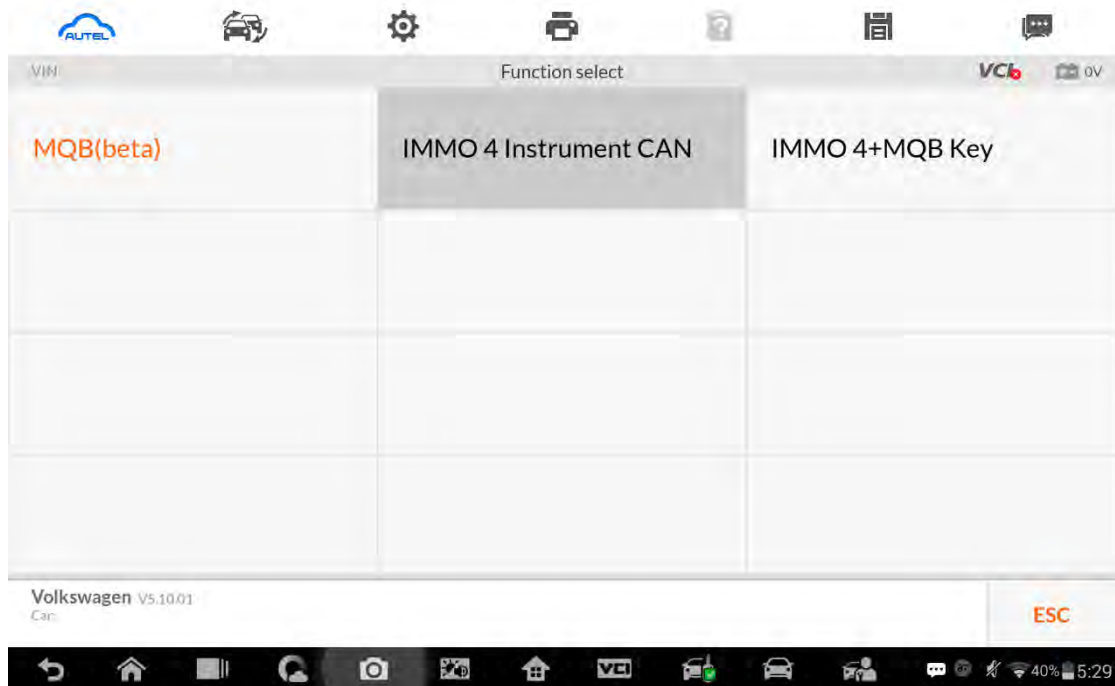 AUTEL
VIN Function select VCI 0V
MQB(beta) IMMO 4 Instrument CAN IMMO 4+MQB Key
Volkswagen V5.10.01
Car:
ESC
VCI 40% 5:29